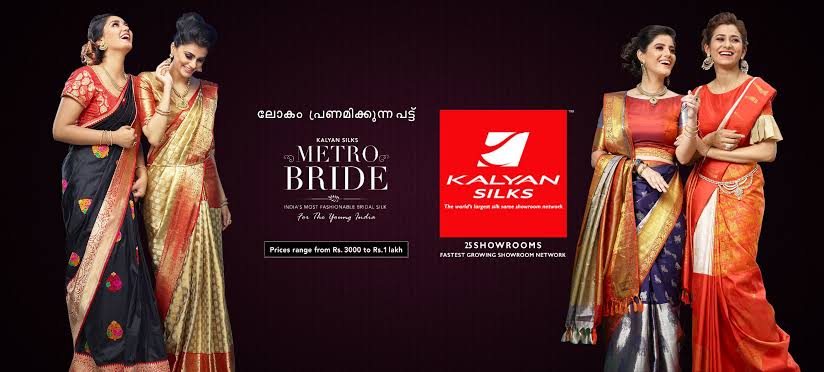 ലോകം പ്രണമിക്കുന്ന പട്ട്
KALYAN SILKS
METRO
BRIDE
INDIA'S MOST FASHIONABLE BRIDAL SILK
For The Young India
Prices range from Rs. 3000 to Rs.1 lakh
TM
KALYAN
SILKS
The world's largest silk saree showroom network
25 SHOWROOMS
FASTEST GROWING SHOWROOM NETWORK